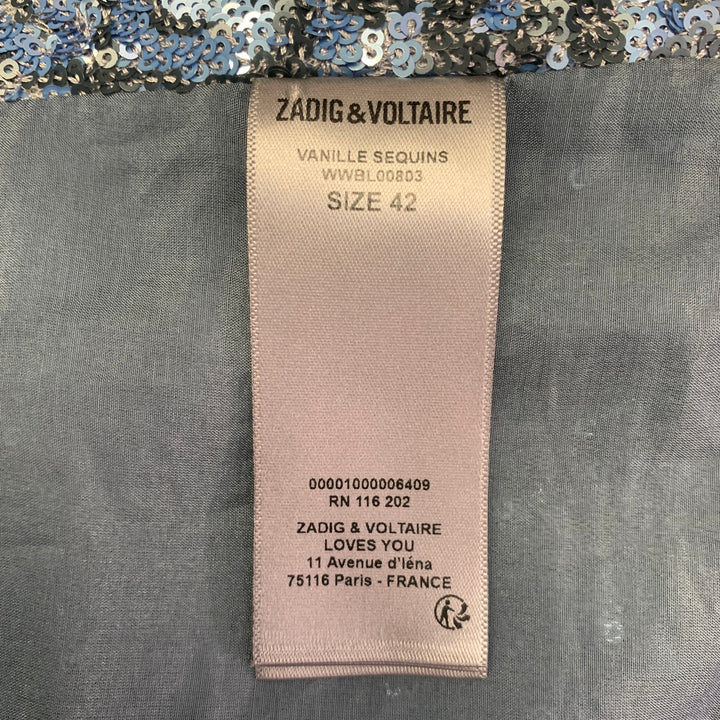 ZADIG & VOLTAIRE
VANILLE SEQUINS
WWBL00803
SIZE 42
00001000006409
RN 116 202
ZADIG & VOLTAIRE
LOVES YOU
11 Avenue d'Iéna
75116 Paris - FRANCE